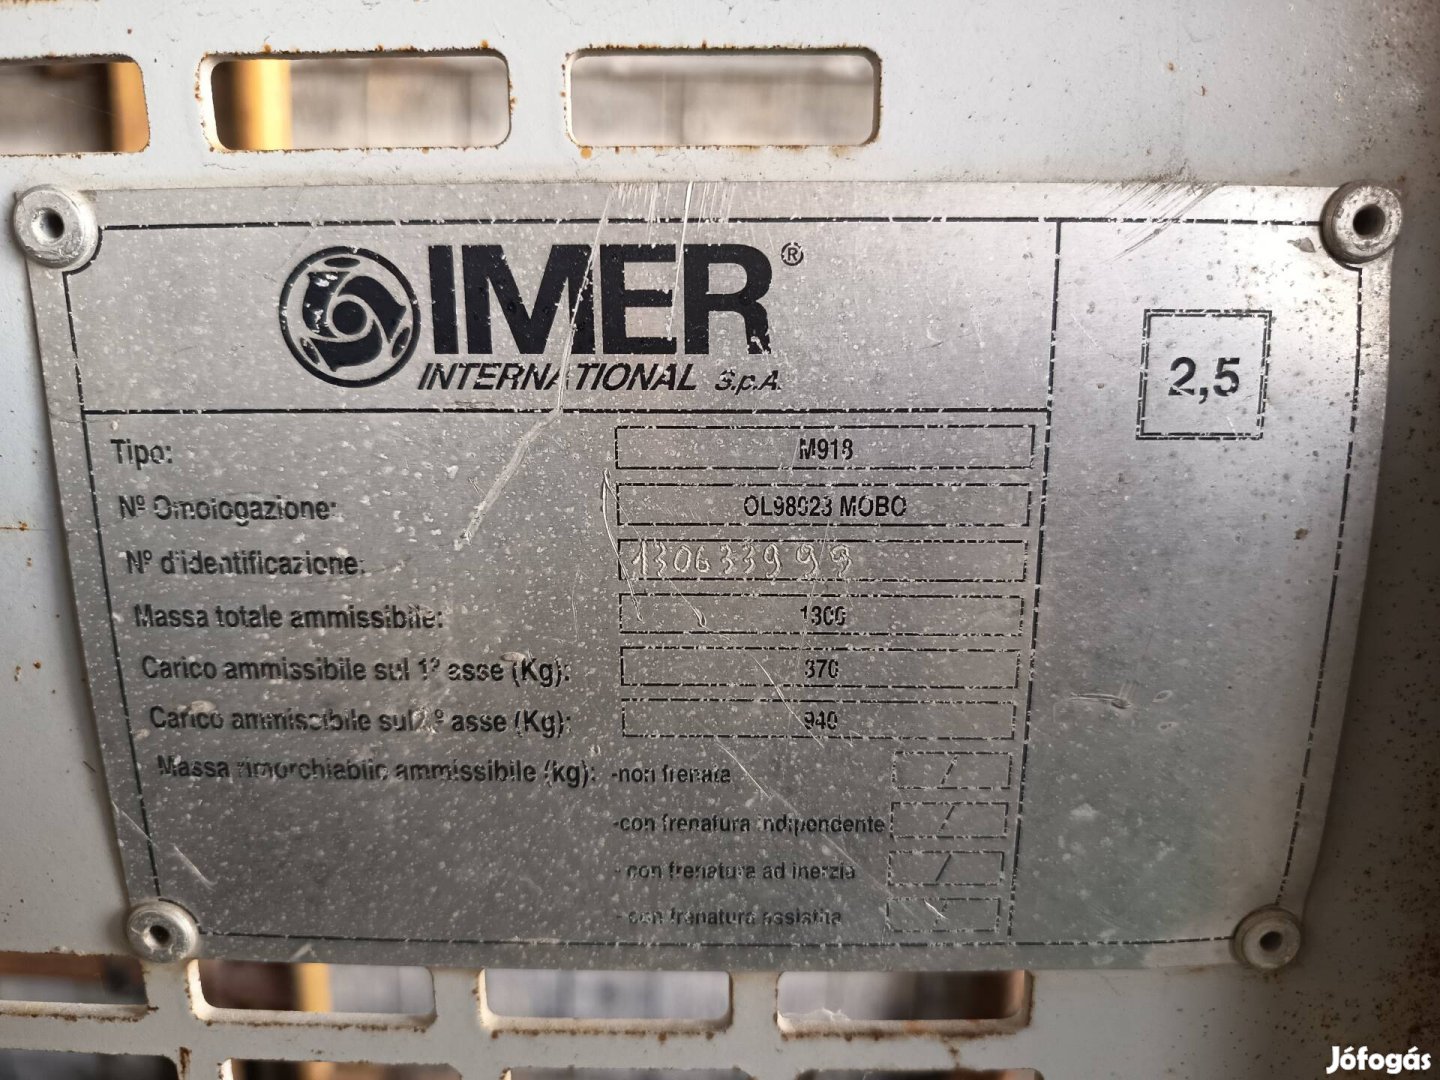 IMER®
INTERNATIONAL S.p.A.
2,5
Tipo: M918
Nº Omologazione: OL98023 MOBO
Nº d'identificazione: 130633999
Massa totale ammissibile: 1300
Carico ammissibile sul 1º asse (Kg): 370
Carico ammissibile sul 2º asse (Kg): 940
Massa rimorchiabile ammissibile (kg): -non frenata /
-con frenatura indipendente /
- con frenatura ad inerzia /
- con frenatura assistita /
Jófogás